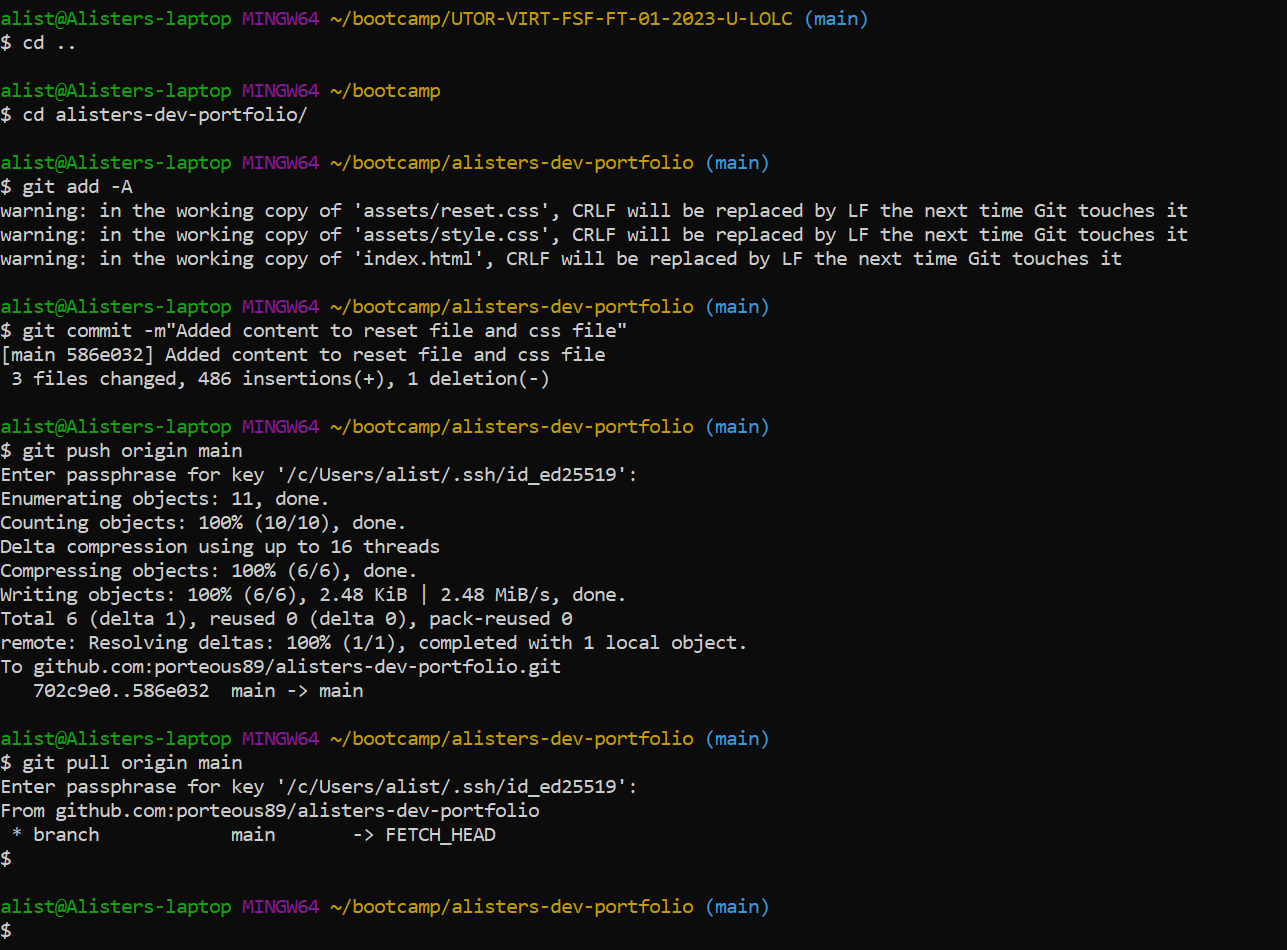 alist@Alisters-laptop MINGW64 ~/bootcamp/UTOR-VIRT-FSF-FT-01-2023-U-LOLC (main)
$ cd ..
alist@Alisters-laptop MINGW64 ~/bootcamp
$ cd alisters-dev-portfolio/
alist@Alisters-laptop MINGW64 ~/bootcamp/alisters-dev-portfolio (main)
$ git add -A
warning: in the working copy of 'assets/reset.css', CRLF will be replaced by LF the next time Git touches it
warning: in the working copy of 'assets/style.css', CRLF will be replaced by LF the next time Git touches it
warning: in the working copy of 'index.html', CRLF will be replaced by LF the next time Git touches it
alist@Alisters-laptop MINGW64 ~/bootcamp/alisters-dev-portfolio (main)
$ git commit -m"Added content to reset file and css file"
[main 586e032] Added content to reset file and css file
 3 files changed, 486 insertions(+), 1 deletion(-)
alist@Alisters-laptop MINGW64 ~/bootcamp/alisters-dev-portfolio (main)
$ git push origin main
Enter passphrase for key '/c/Users/alist/.ssh/id_ed25519':
Enumerating objects: 11, done.
Counting objects: 100% (10/10), done.
Delta compression using up to 16 threads
Compressing objects: 100% (6/6), done.
Writing objects: 100% (6/6), 2.48 KiB | 2.48 MiB/s, done.
Total 6 (delta 1), reused 0 (delta 0), pack-reused 0
remote: Resolving deltas: 100% (1/1), completed with 1 local object.
To github.com:porteous89/alisters-dev-portfolio.git
   702c9e0..586e032  main -> main
alist@Alisters-laptop MINGW64 ~/bootcamp/alisters-dev-portfolio (main)
$ git pull origin main
Enter passphrase for key '/c/Users/alist/.ssh/id_ed25519':
From github.com:porteous89/alisters-dev-portfolio
 * branch            main       -> FETCH_HEAD
$
alist@Alisters-laptop MINGW64 ~/bootcamp/alisters-dev-portfolio (main)
$